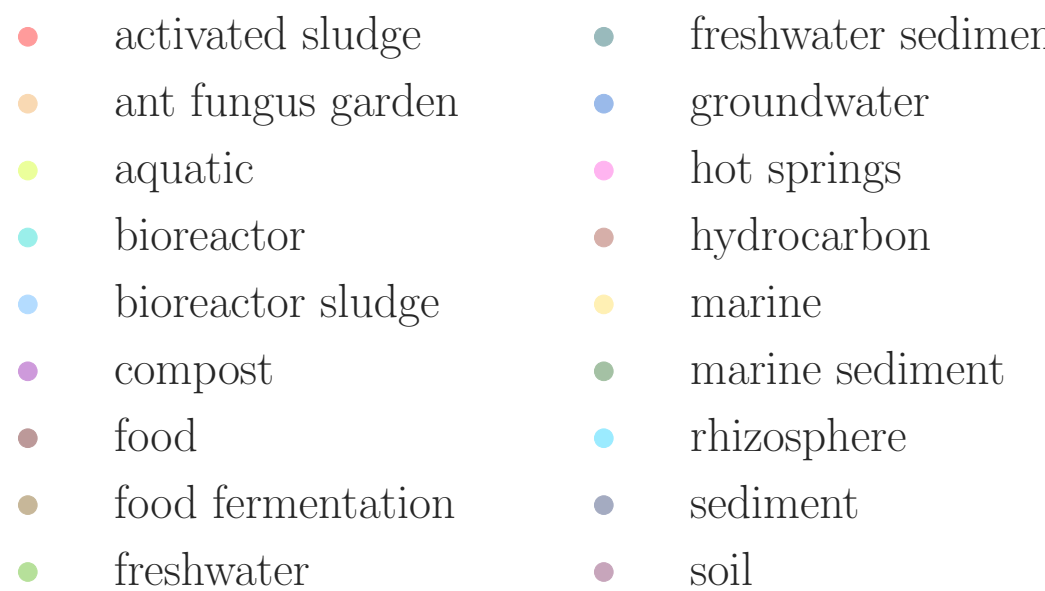 activated sludge
ant fungus garden
aquatic
bioreactor
bioreactor sludge
compost
food
food fermentation
freshwater
freshwater
groundwater
hot springs
hydrocarbon
marine
marine sediment
rhizosphere
sediment
soil